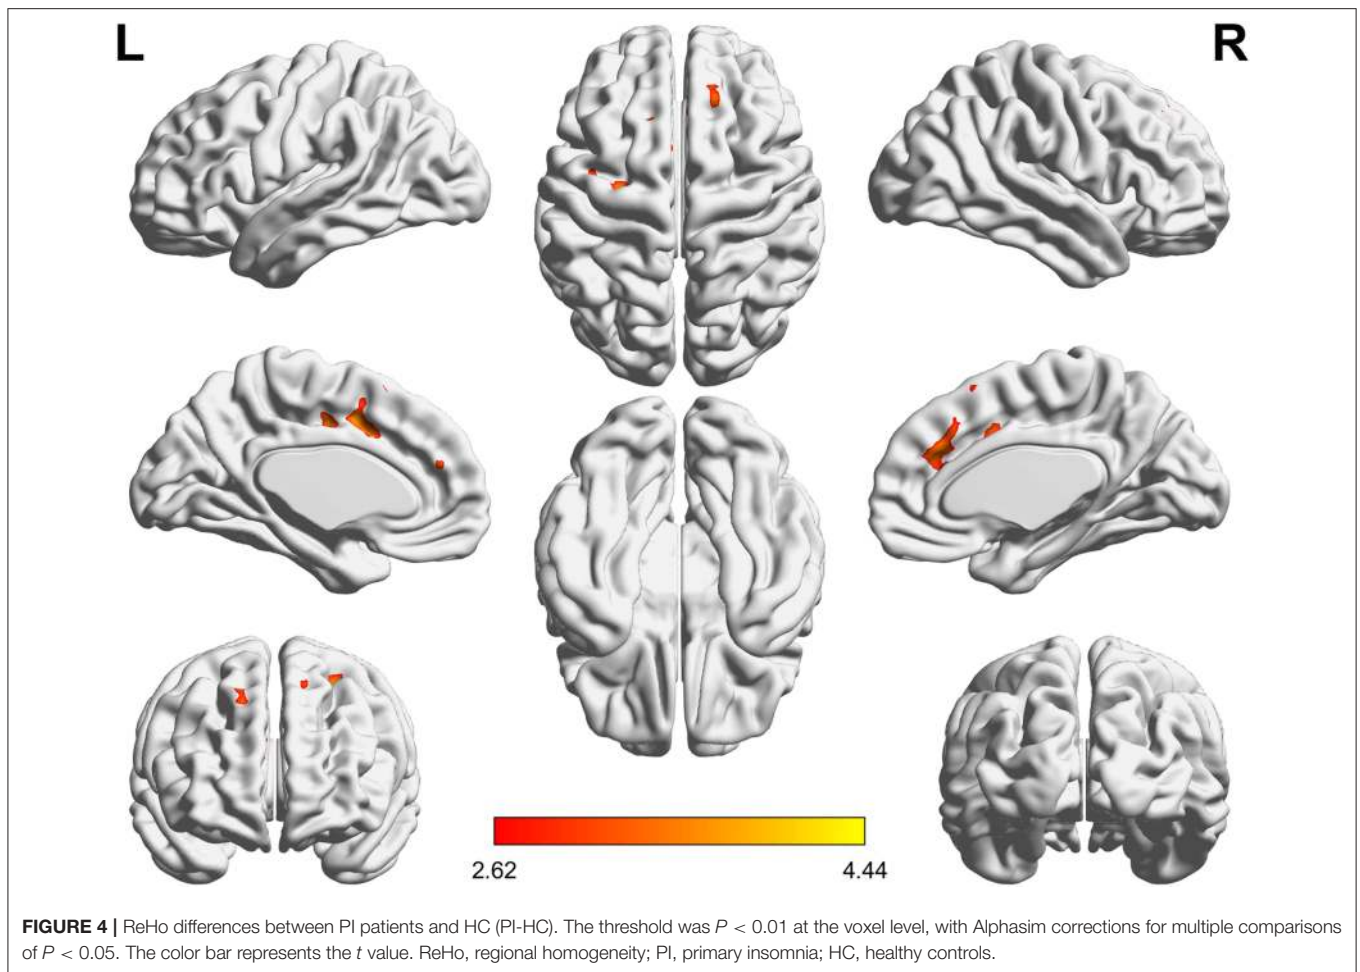 L
R
2.62
4.44
FIGURE 4 | ReHo differences between PI patients and HC (PI-HC). The threshold was P < 0.01 at the voxel level, with Alphasim corrections for multiple comparisons
of P < 0.05. The color bar represents the t value. ReHo, regional homogeneity; PI, primary insomnia; HC, healthy controls.